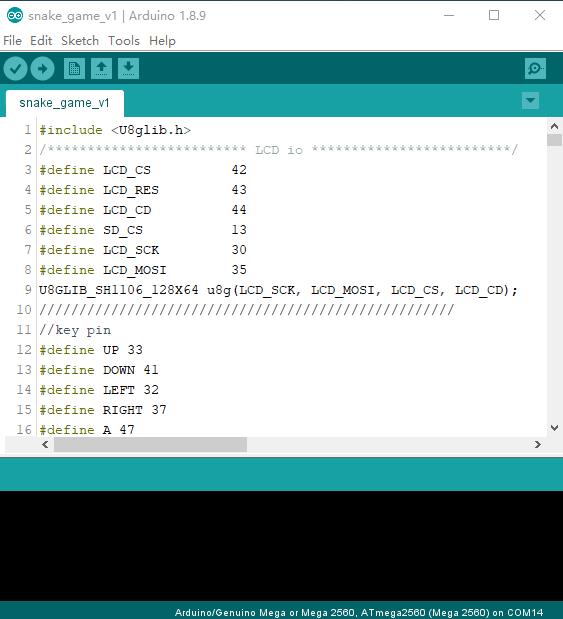 snake_game_v1 | Arduino 1.8.9
File Edit Sketch Tools Help
snake_game_v1
1 #include <U8glib.h>
2 /************************* LCD io *************************/
3 #define LCD_CS 42
4 #define LCD_RES 43
5 #define LCD_CD 44
6 #define SD_CS 13
7 #define LCD_SCK 30
8 #define LCD_MOSI 35
9 U8GLIB_SH1106_128X64 u8g(LCD_SCK, LCD_MOSI, LCD_CS, LCD_CD);
10 ////////////////////////////////////////////////////
11 //key pin
12 #define UP 33
13 #define DOWN 41
14 #define LEFT 32
15 #define RIGHT 37
16 #define A 47
Arduino/Genuino Mega or Mega 2560, ATmega2560 (Mega 2560) on COM14